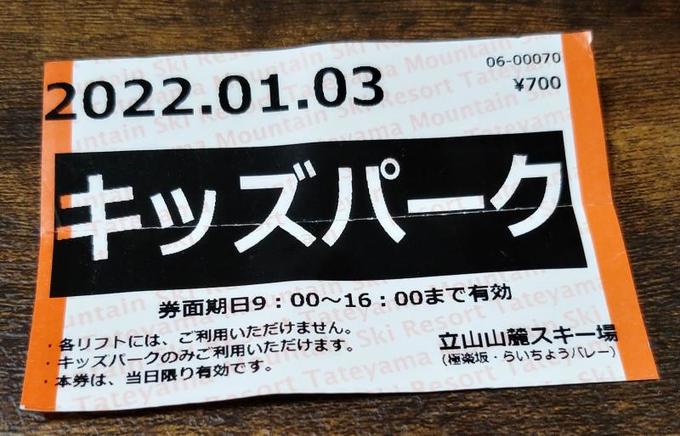 2022.01.03
06-00070
¥700
キッズパーク
券面期日9：00～16：00まで有効
・各リフトには、ご利用いただけません。
・キッズパークのみご利用いただけます。
・本券は、当日限り有効です。
立山山麓スキー場
（極楽坂・らいちょうバレー）